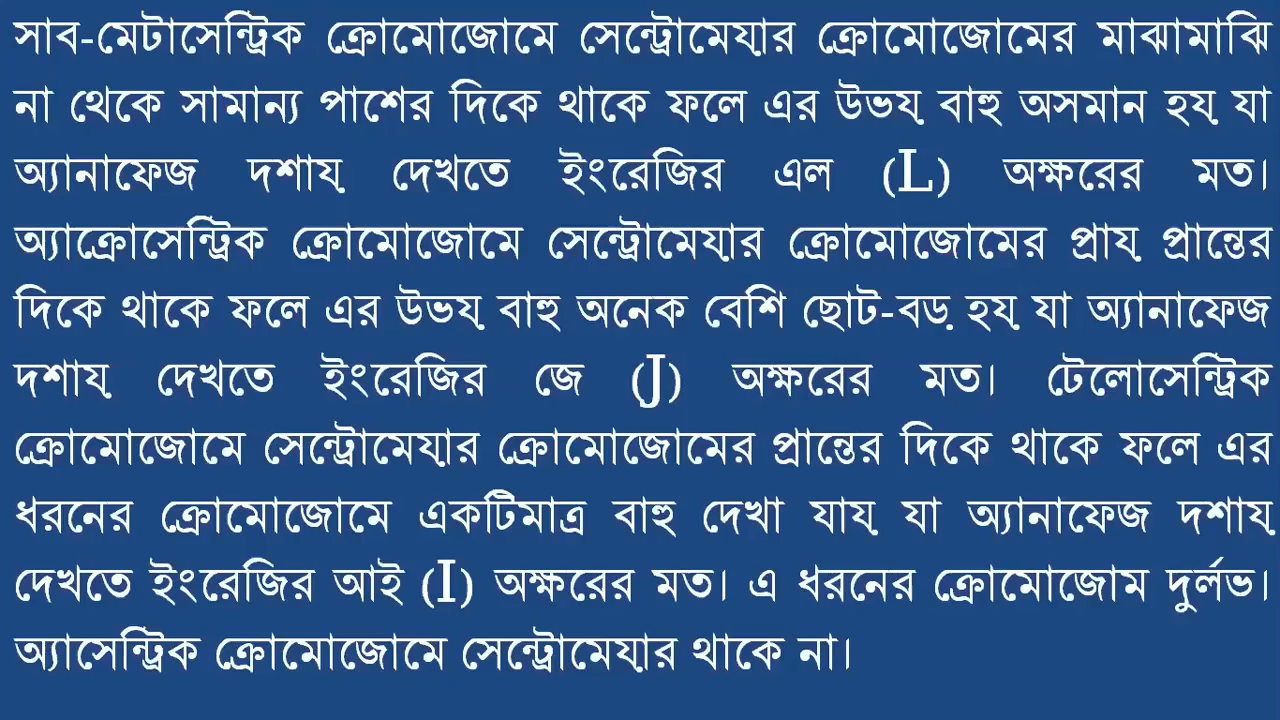 সাব-মেটাসেন্ট্রিক ক্রোমোজোমে সেন্ট্রোমেয়ার ক্রোমোজোমের মাঝামাঝি
না থেকে সামান্য পাশের দিকে থাকে ফলে এর উভয় বাহু অসমান হয় যা
অ্যানাফেজ দশায় দেখতে ইংরেজির এল (L) অক্ষরের মত।
অ্যাক্রোসেন্ট্রিক ক্রোমোজোমে সেন্ট্রোমেয়ার ক্রোমোজোমের প্রায় প্রান্তের
দিকে থাকে ফলে এর উভয় বাহু অনেক বেশি ছোট-বড় হয় যা অ্যানাফেজ
দশায় দেখতে ইংরেজির জে (J) অক্ষরের মত। টেলোসেন্ট্রিক
ক্রোমোজোমে সেন্ট্রোমেয়ার ক্রোমোজোমের প্রান্তের দিকে থাকে ফলে এর
ধরনের ক্রোমোজোমে একটিমাত্র বাহু দেখা যায় যা অ্যানাফেজ দশায়
দেখতে ইংরেজির আই (I) অক্ষরের মত। এ ধরনের ক্রোমোজোম দুর্লভ।
অ্যাসেন্ট্রিক ক্রোমোজোমে সেন্ট্রোমেয়ার থাকে না।